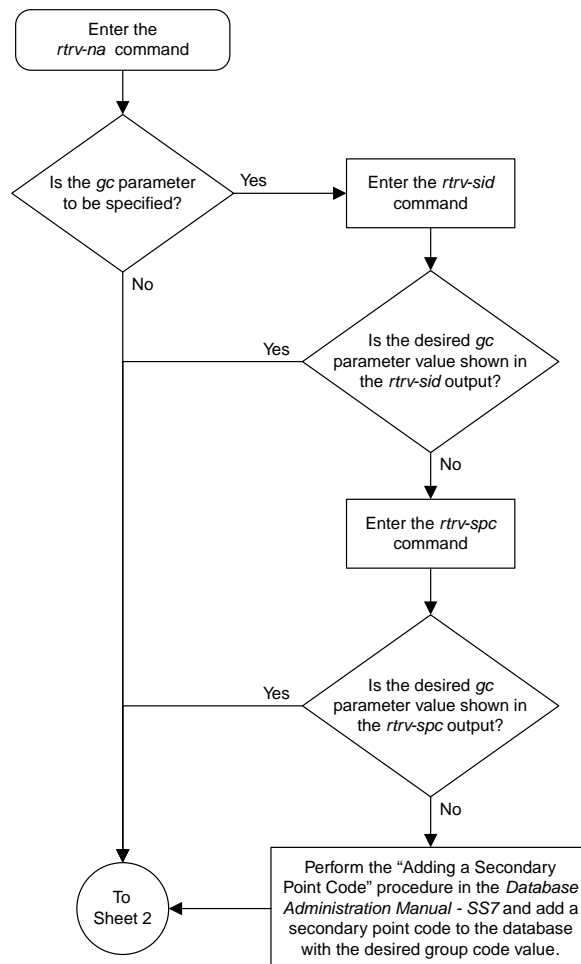 Enter the
rtrv-na command
Is the gc parameter
to be specified?
Yes
Enter the rtrv-sid
command
No
Is the desired gc
parameter value shown in
the rtrv-sid output?
Yes
No
Enter the rtrv-spc
command
Is the desired gc
parameter value shown in
the rtrv-spc output?
Yes
No
Perform the “Adding a Secondary
Point Code” procedure in the Database
Administration Manual - SS7 and add a
secondary point code to the database
with the desired group code value.
To
Sheet 2